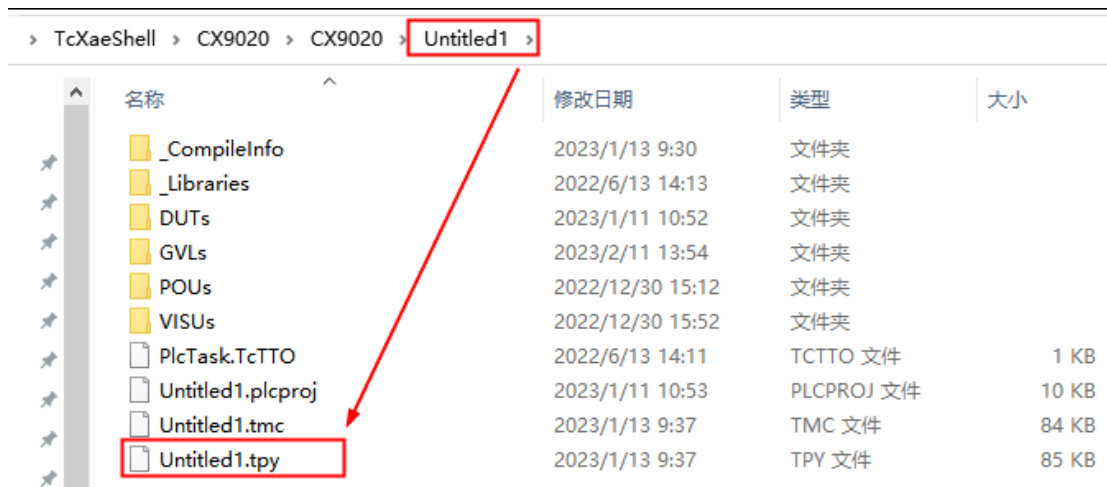 › TcXaeShell › CX9020 › CX9020 › Untitled1 ›
名称 修改日期 类型 大小
_CompileInfo 2023/1/13 9:30 文件夹
_Libraries 2022/6/13 14:13 文件夹
DUTs 2023/1/11 10:52 文件夹
GVLs 2023/2/11 13:54 文件夹
POUs 2022/12/30 15:12 文件夹
VISUs 2022/12/30 15:52 文件夹
PlcTask.TcTTO 2022/6/13 14:11 TCTTO 文件 1 KB
Untitled1.plcproj 2023/1/11 10:53 PLCPROJ 文件 10 KB
Untitled1.tmc 2023/1/13 9:37 TMC 文件 84 KB
Untitled1.tpy 2023/1/13 9:37 TPY 文件 85 KB